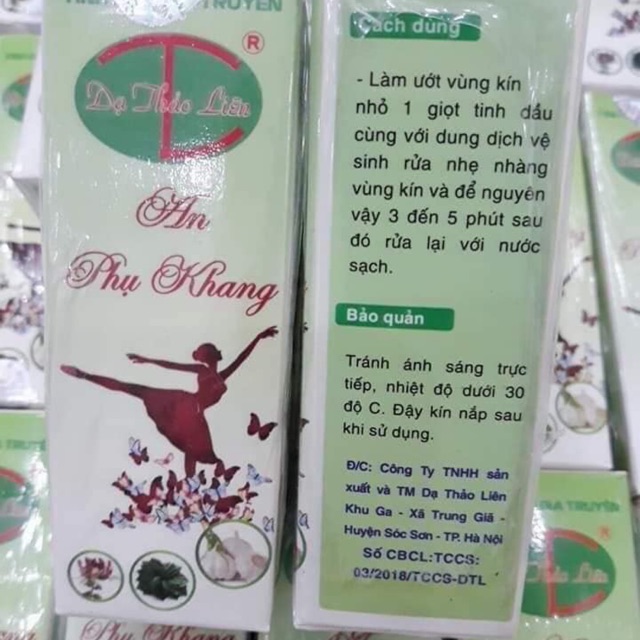 TRUYỀN
®
Dạ Thảo Liên
An
Phụ Khang
Cách dùng
- Làm ướt vùng kín
nhỏ 1 giọt tinh dầu
cùng với dung dịch vệ
sinh rửa nhẹ nhàng
vùng kín và để nguyên
vậy 3 đến 5 phút sau
đó rửa lại với nước
sạch.
Bảo quản
Tránh ánh sáng trực
tiếp, nhiệt độ dưới 30
độ C. Đậy kín nắp sau
khi sử dụng.
Đ/C: Công Ty TNHH sản
xuất và TM Dạ Thảo Liên
Khu Ga - Xã Trung Giã -
Huyện Sóc Sơn - TP. Hà Nội
Số CBCL:TCCS:
03/2018/TCCS-DTL
GIA TRUYỀN
Thảo Liên
Phụ Khang